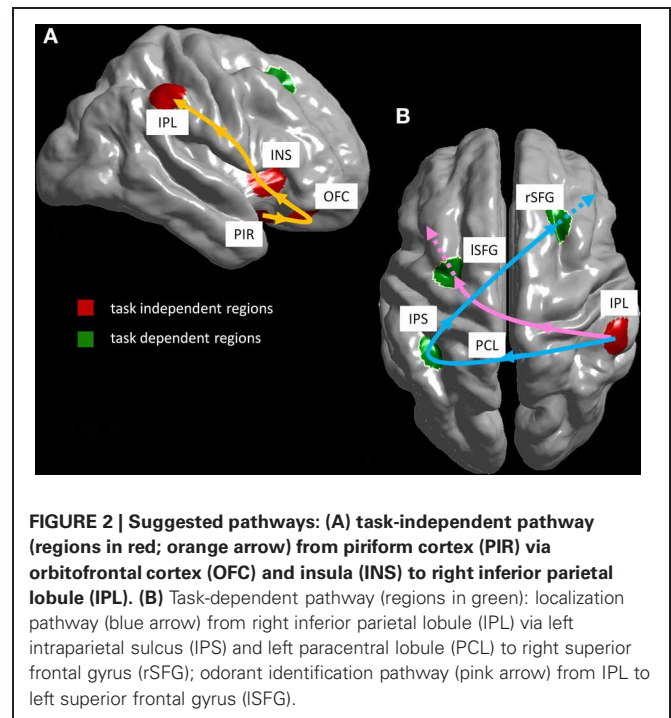 A
IPL
INS
OFC
PIR
task independent regions
task dependent regions
B
rSFG
lSFG
IPL
IPS
PCL
FIGURE 2 | Suggested pathways: (A) task-independent pathway
(regions in red; orange arrow) from piriform cortex (PIR) via
orbitofrontal cortex (OFC) and insula (INS) to right inferior parietal
lobule (IPL). (B) Task-dependent pathway (regions in green): localization
pathway (blue arrow) from right inferior parietal lobule (IPL) via left
intraparietal sulcus (IPS) and left paracentral lobule (PCL) to right superior
frontal gyrus (rSFG); odorant identification pathway (pink arrow) from IPL to
left superior frontal gyrus (lSFG).